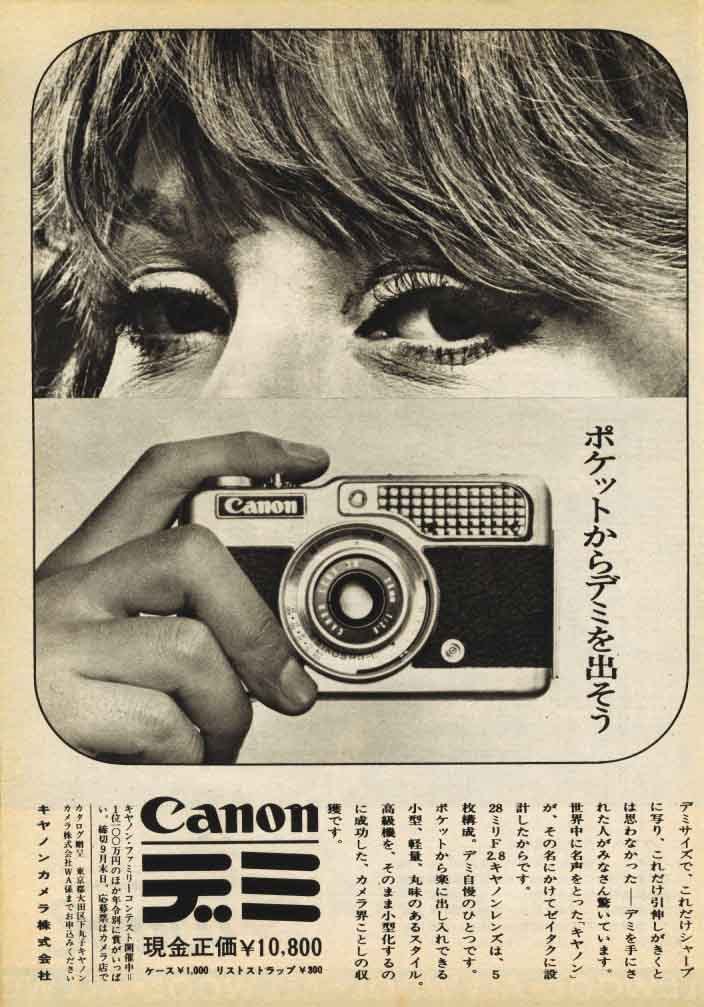 Canon
ポケットからデミを出そう
デミサイズで、これだけシャープ
に写り、これだけ引伸しがきくと
は思わなかった——デミを手にさ
れた人がみなさん驚いています。
世界中に名声をとった「キヤノン」
が、その名にかけてゼイタクに設
計したからです。
28ミリF2.8キヤノンレンズは、5
枚構成。デミ自慢のひとつです。
ポケットから楽に出し入れできる
小型、軽量、丸味のあるスタイル。
高級機を、そのまま小型化するの
に成功した、カメラ界ことしの収
獲です。
Canon
デミ
現金正価¥10,800
ケース¥1,000 リストストラップ¥300
キヤノン・ファミリーコンテスト開催中=
1位一〇〇万円のほか年令別に賞がいっぱ
い。締切9月末日。応募票はカメラ店で
カタログ贈呈 東京都大田区下丸子キヤノン
カメラ株式会社WA係までお申込みください
キヤノンカメラ株式会社